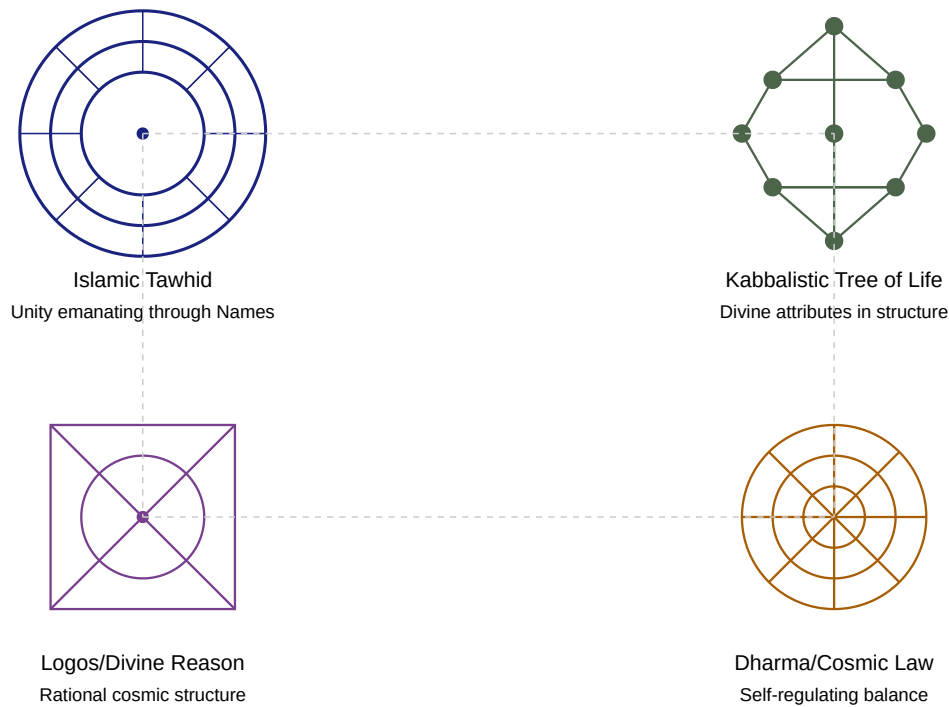 Islamic Tawhid
Unity emanating through Names
Kabbalistic Tree of Life
Divine attributes in structure
Logos/Divine Reason
Rational cosmic structure
Dharma/Cosmic Law
Self-regulating balance